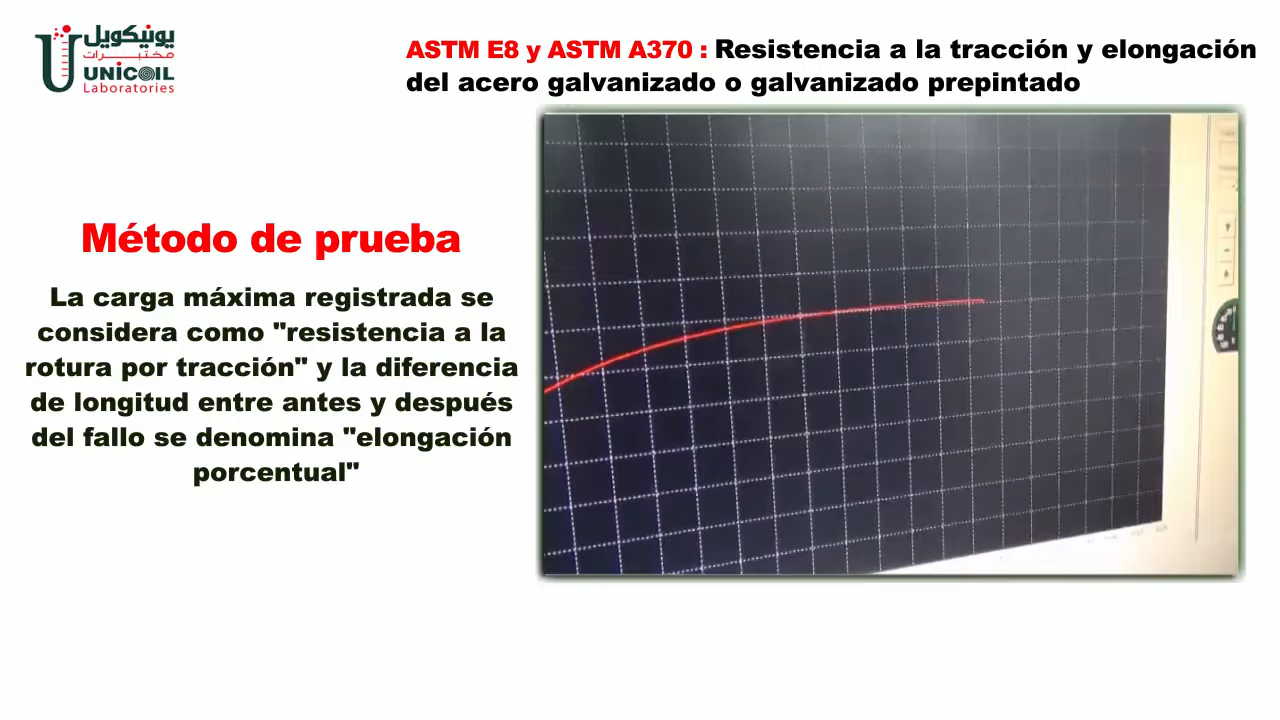 يونيكويل
مختبرات
UNICOIL
Laboratories
ASTM E8 y ASTM A370 : Resistencia a la tracción y elongación
del acero galvanizado o galvanizado prepintado
Método de prueba
La carga máxima registrada se
considera como "resistencia a la
rotura por tracción" y la diferencia
de longitud entre antes y después
del fallo se denomina "elongación
porcentual"